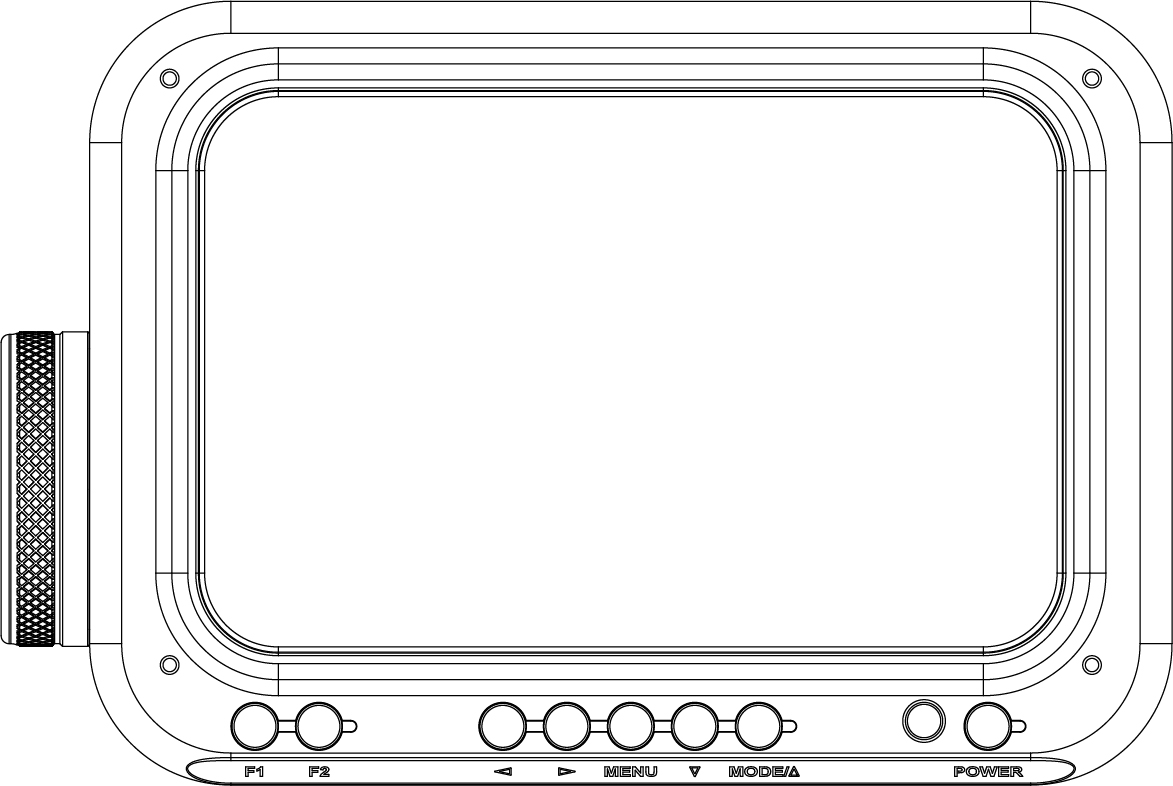 F1 F2 ◁ ▷ MENU ▽ MODE/△ POWER